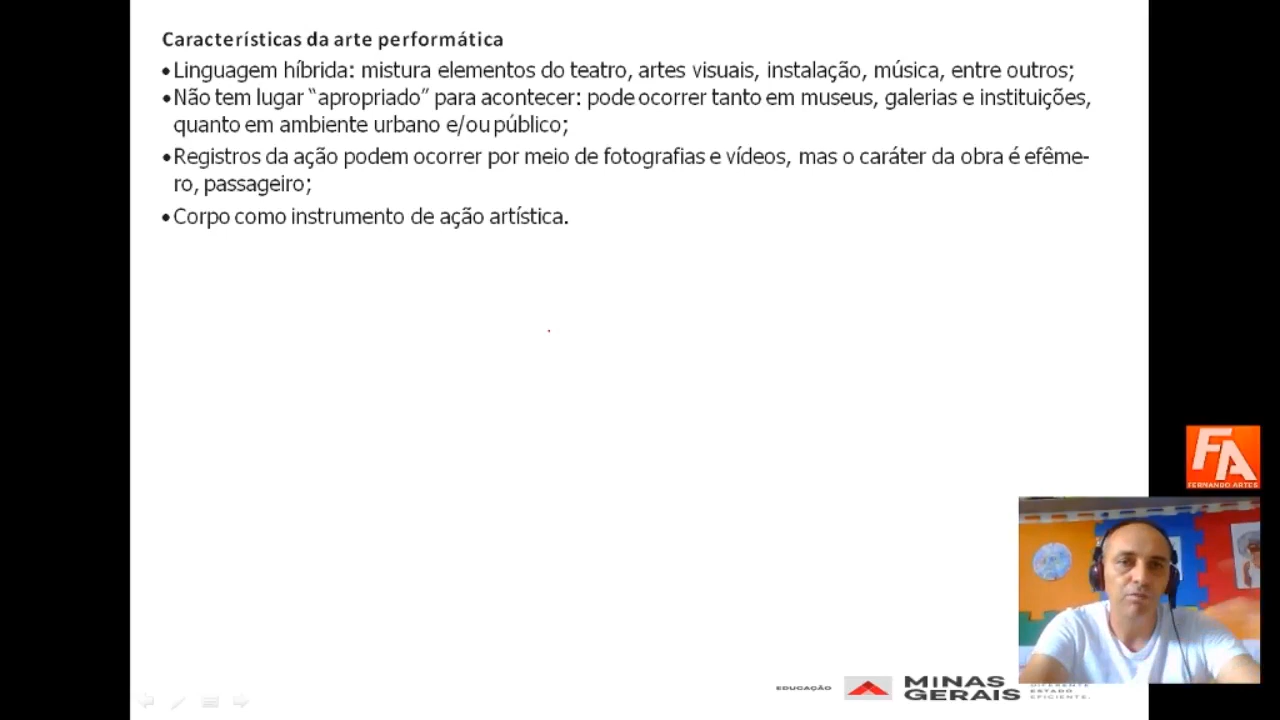 Características da arte performática
•Linguagem híbrida: mistura elementos do teatro, artes visuais, instalação, música, entre outros;
•Não tem lugar “apropriado” para acontecer: pode ocorrer tanto em museus, galerias e instituições,
quanto em ambiente urbano e/ou público;
•Registros da ação podem ocorrer por meio de fotografias e vídeos, mas o caráter da obra é efême-
ro, passageiro;
•Corpo como instrumento de ação artística.
FA
FERNANDO ARTES
EDUCAÇÃO
MINAS
GERAIS
DIFERENTE
ESTADO
EFICIENTE.